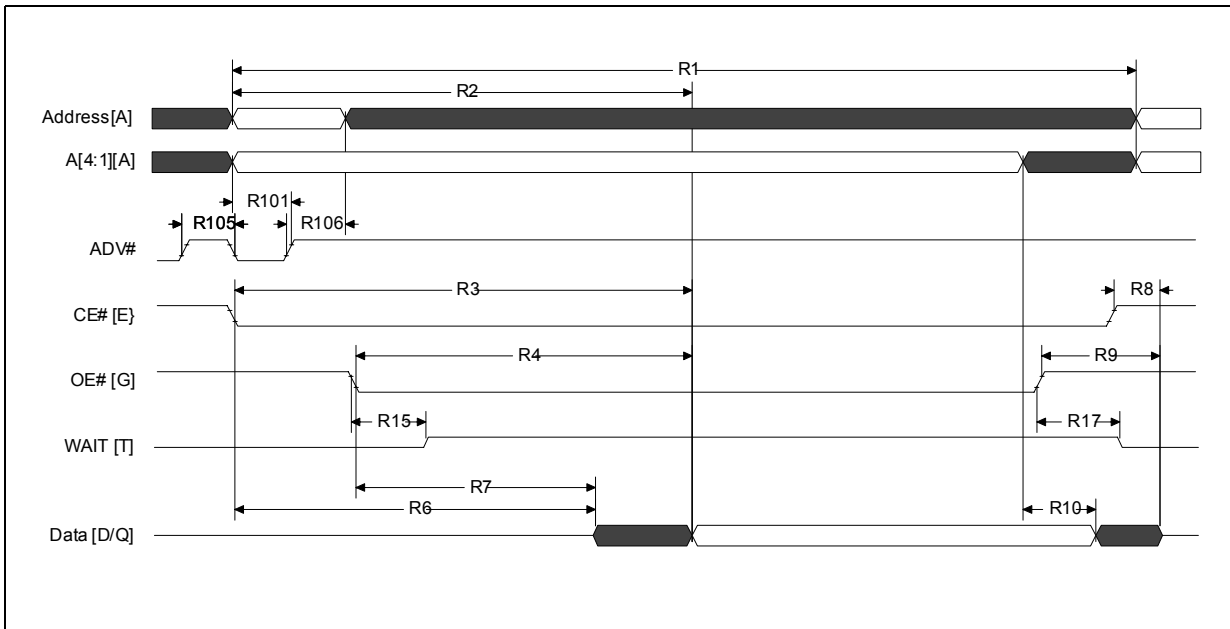 R1
R2
Address [A]
A[4:1][A]
R101
R105
R106
ADV#
R3
R8
CE# [E}
R4
R9
OE# [G]
R15
R17
WAIT [T]
R7
R6
R10
Data [D/Q]